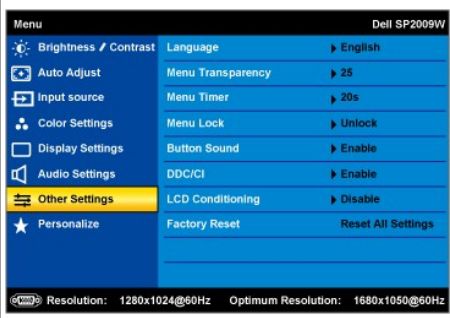 Menu Dell SP2009W
Brightness / Contrast Language English
Auto Adjust Menu Transparency 25
Input source Menu Timer 20s
Color Settings Menu Lock Unlock
Display Settings Button Sound Enable
Audio Settings DDC/CI Enable
Other Settings LCD Conditioning Disable
Personalize Factory Reset Reset All Settings
Resolution: 1280x1024@60Hz Optimum Resolution: 1680x1050@60Hz